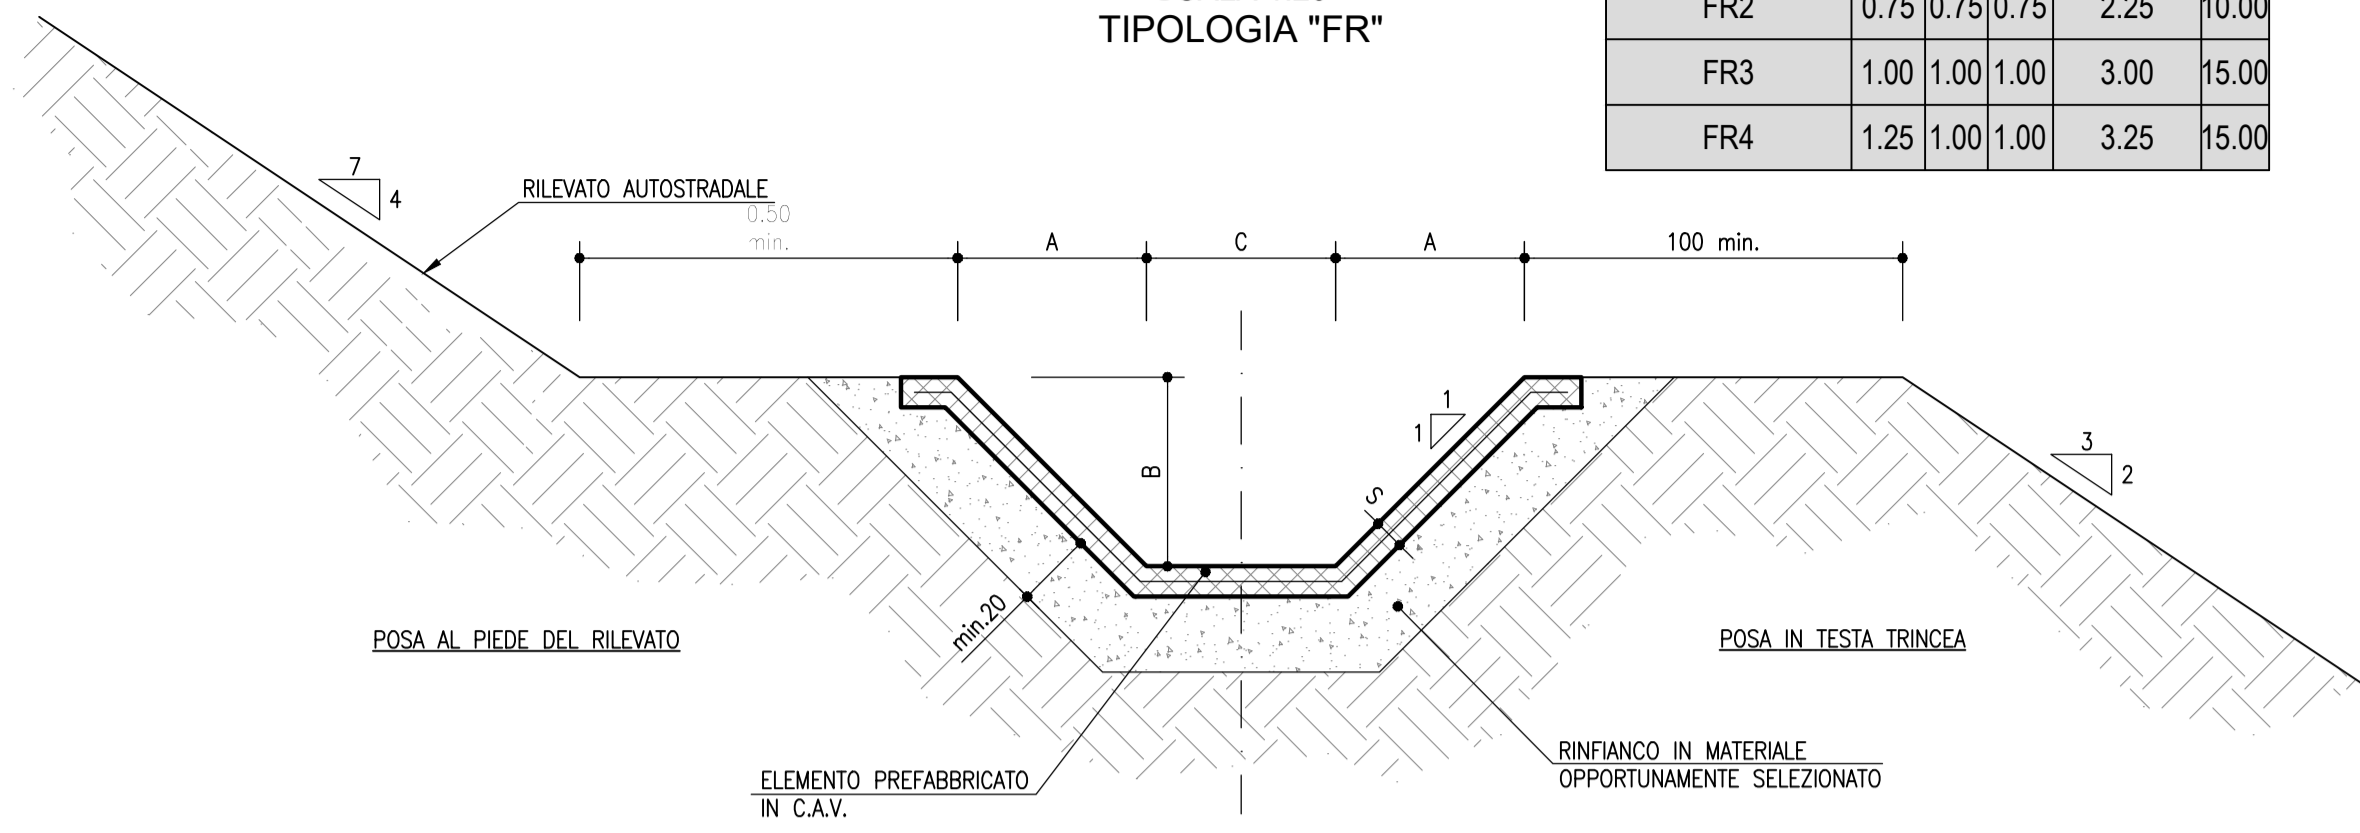 TIPOLOGIA "FR"
FR2 0.75 0.75 0.75 2.25 10.00
FR3 1.00 1.00 1.00 3.00 15.00
FR4 1.25 1.00 1.00 3.25 15.00
7
4
RILEVATO AUTOSTRADALE
0.50
min.
A
C
A
100 min.
B
1
1
S
3
2
min.20
POSA AL PIEDE DEL RILEVATO
POSA IN TESTA TRINCEA
ELEMENTO PREFABBRICATO
IN C.A.V.
RINFIANCO IN MATERIALE
OPPORTUNAMENTE SELEZIONATO